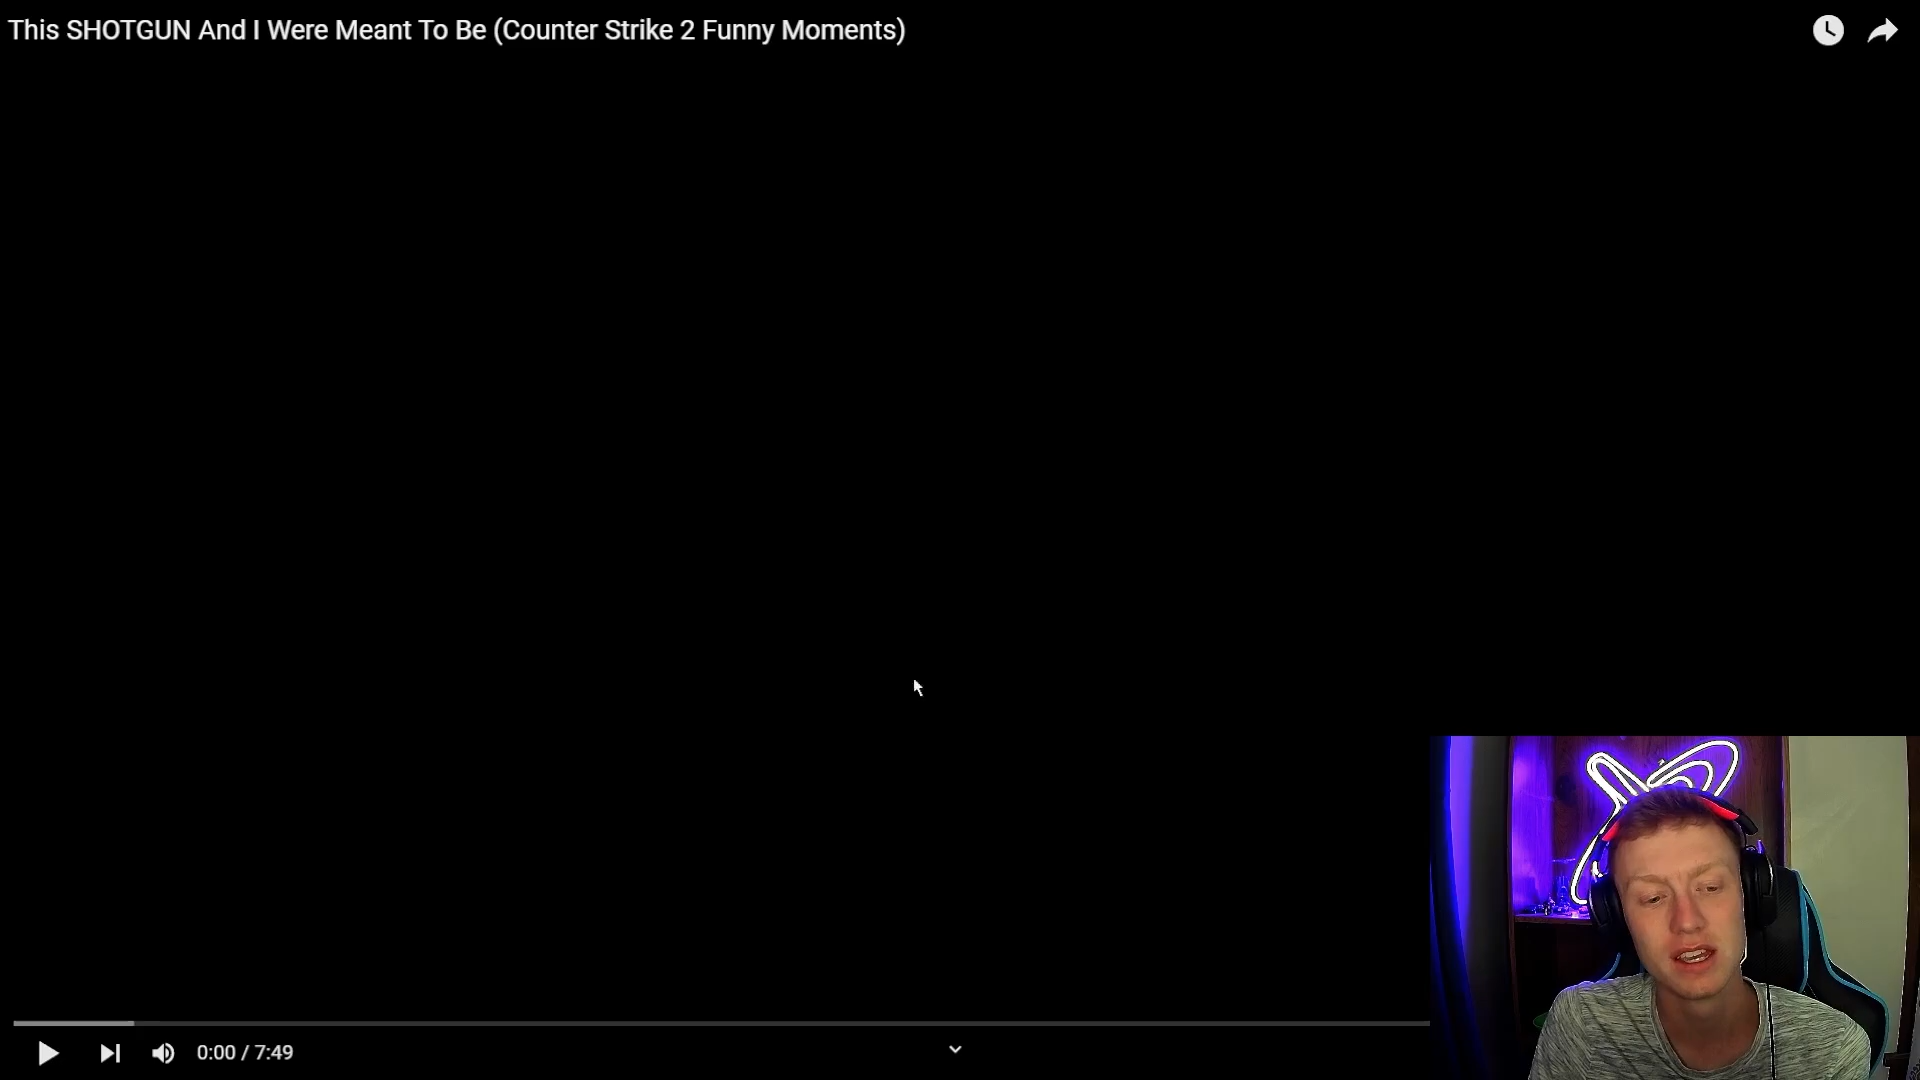 This SHOTGUN And I Were Meant To Be (Counter Strike 2 Funny Moments)
0:00 / 7:49